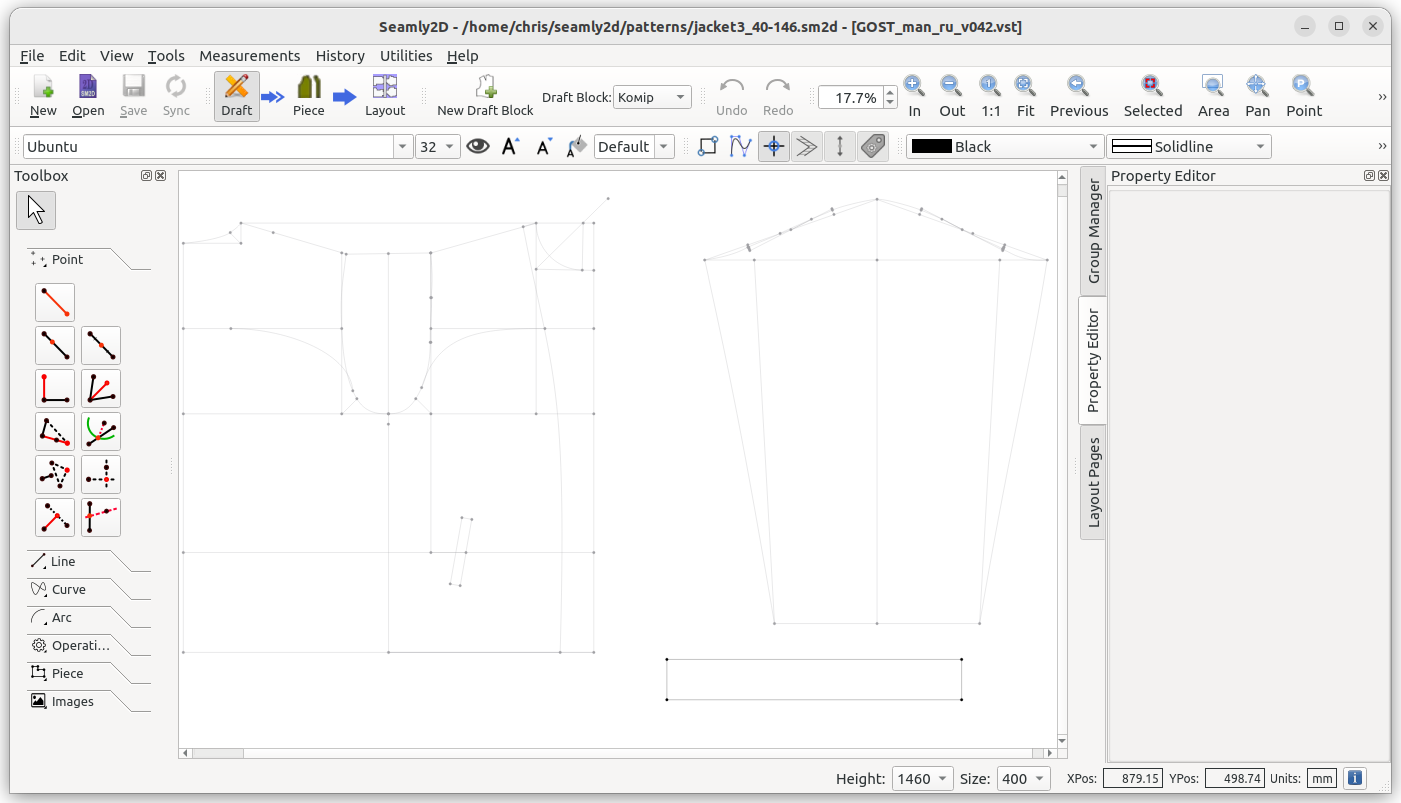 Seamly2D - /home/chris/seamly2d/patterns/jacket3_40-146.sm2d - [GOST_man_ru_v042.vst]
File Edit View Tools Measurements History Utilities Help
New Open Save Sync Draft Piece Layout New Draft Block Draft Block: Комір Undo Redo 17.7% In Out 1:1 Fit Previous Selected Area Pan Point
Ubuntu 32 Default Black Solidline
Toolbox
Point
Line
Curve
Arc
Operati...
Piece
Images
Group Manager
Property Editor
Layout Pages
Property Editor
Height: 1460 Size: 400 XPos: 879.15 YPos: 498.74 Units: mm